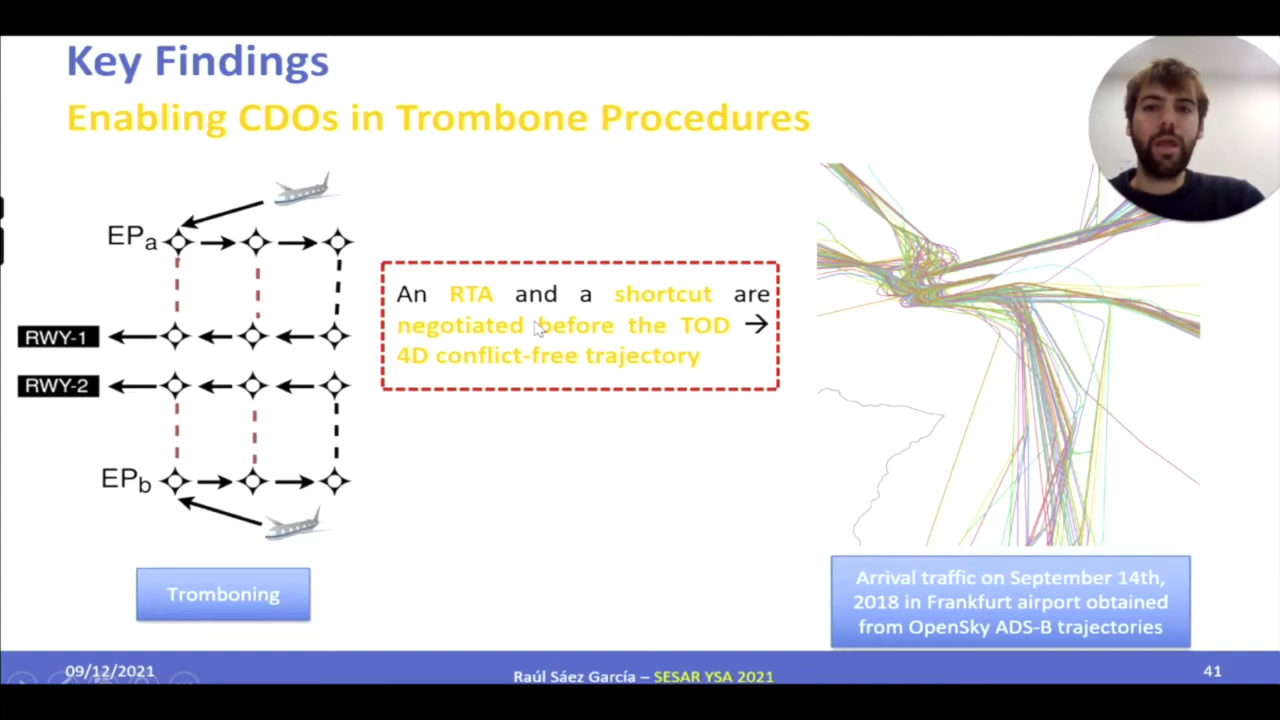 Key Findings
Enabling CDOs in Trombone Procedures
EPa
RWY-1
RWY-2
EPb
Tromboning
An RTA and a shortcut are
negotiated before the TOD →
4D conflict-free trajectory
Arrival traffic on September 14th,
2018 in Frankfurt airport obtained
from OpenSky ADS-B trajectories
09/12/2021
Raúl Sáez García – SESAR YSA 2021
41